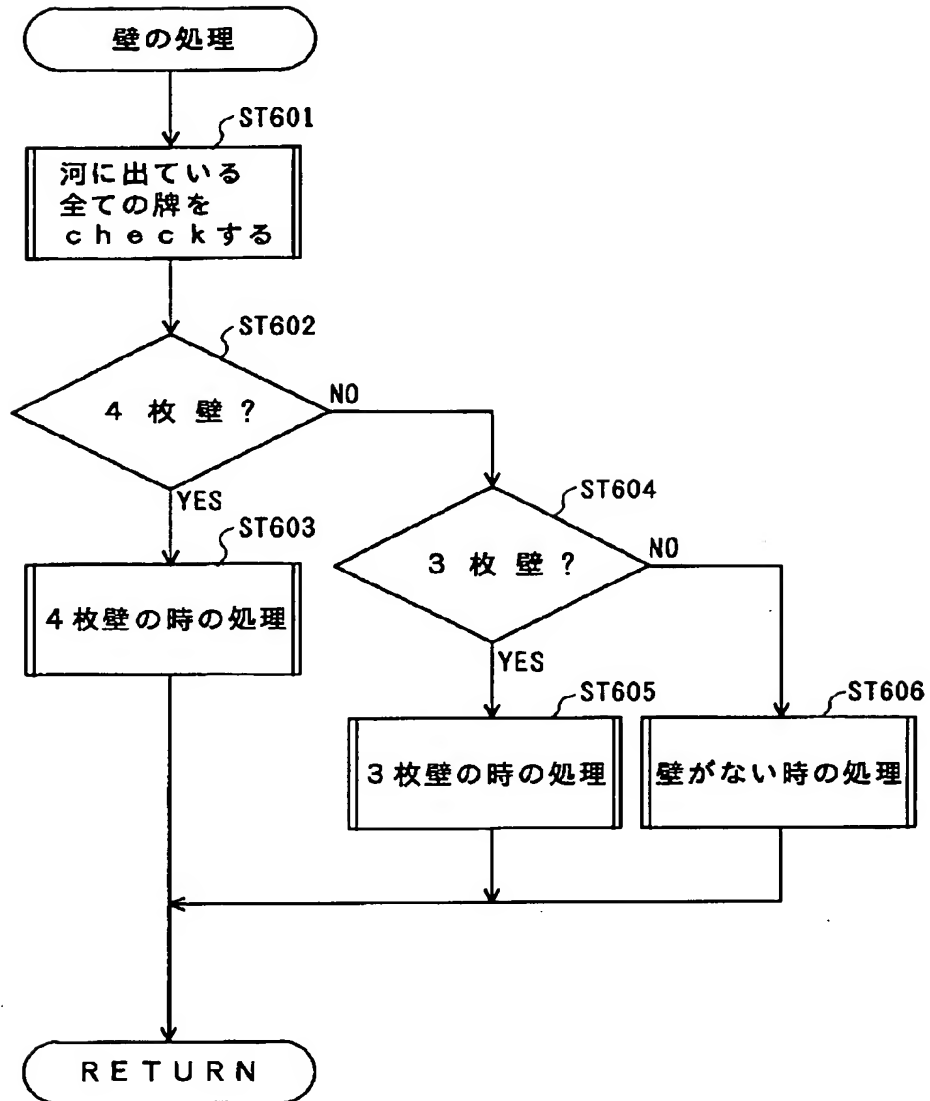 壁の処理
ST601
河に出ている
全ての牌を
checkする
ST602
4枚壁?
NO
YES
ST603
4枚壁の時の処理
ST604
3枚壁?
NO
YES
ST605
3枚壁の時の処理
ST606
壁がない時の処理
RETURN